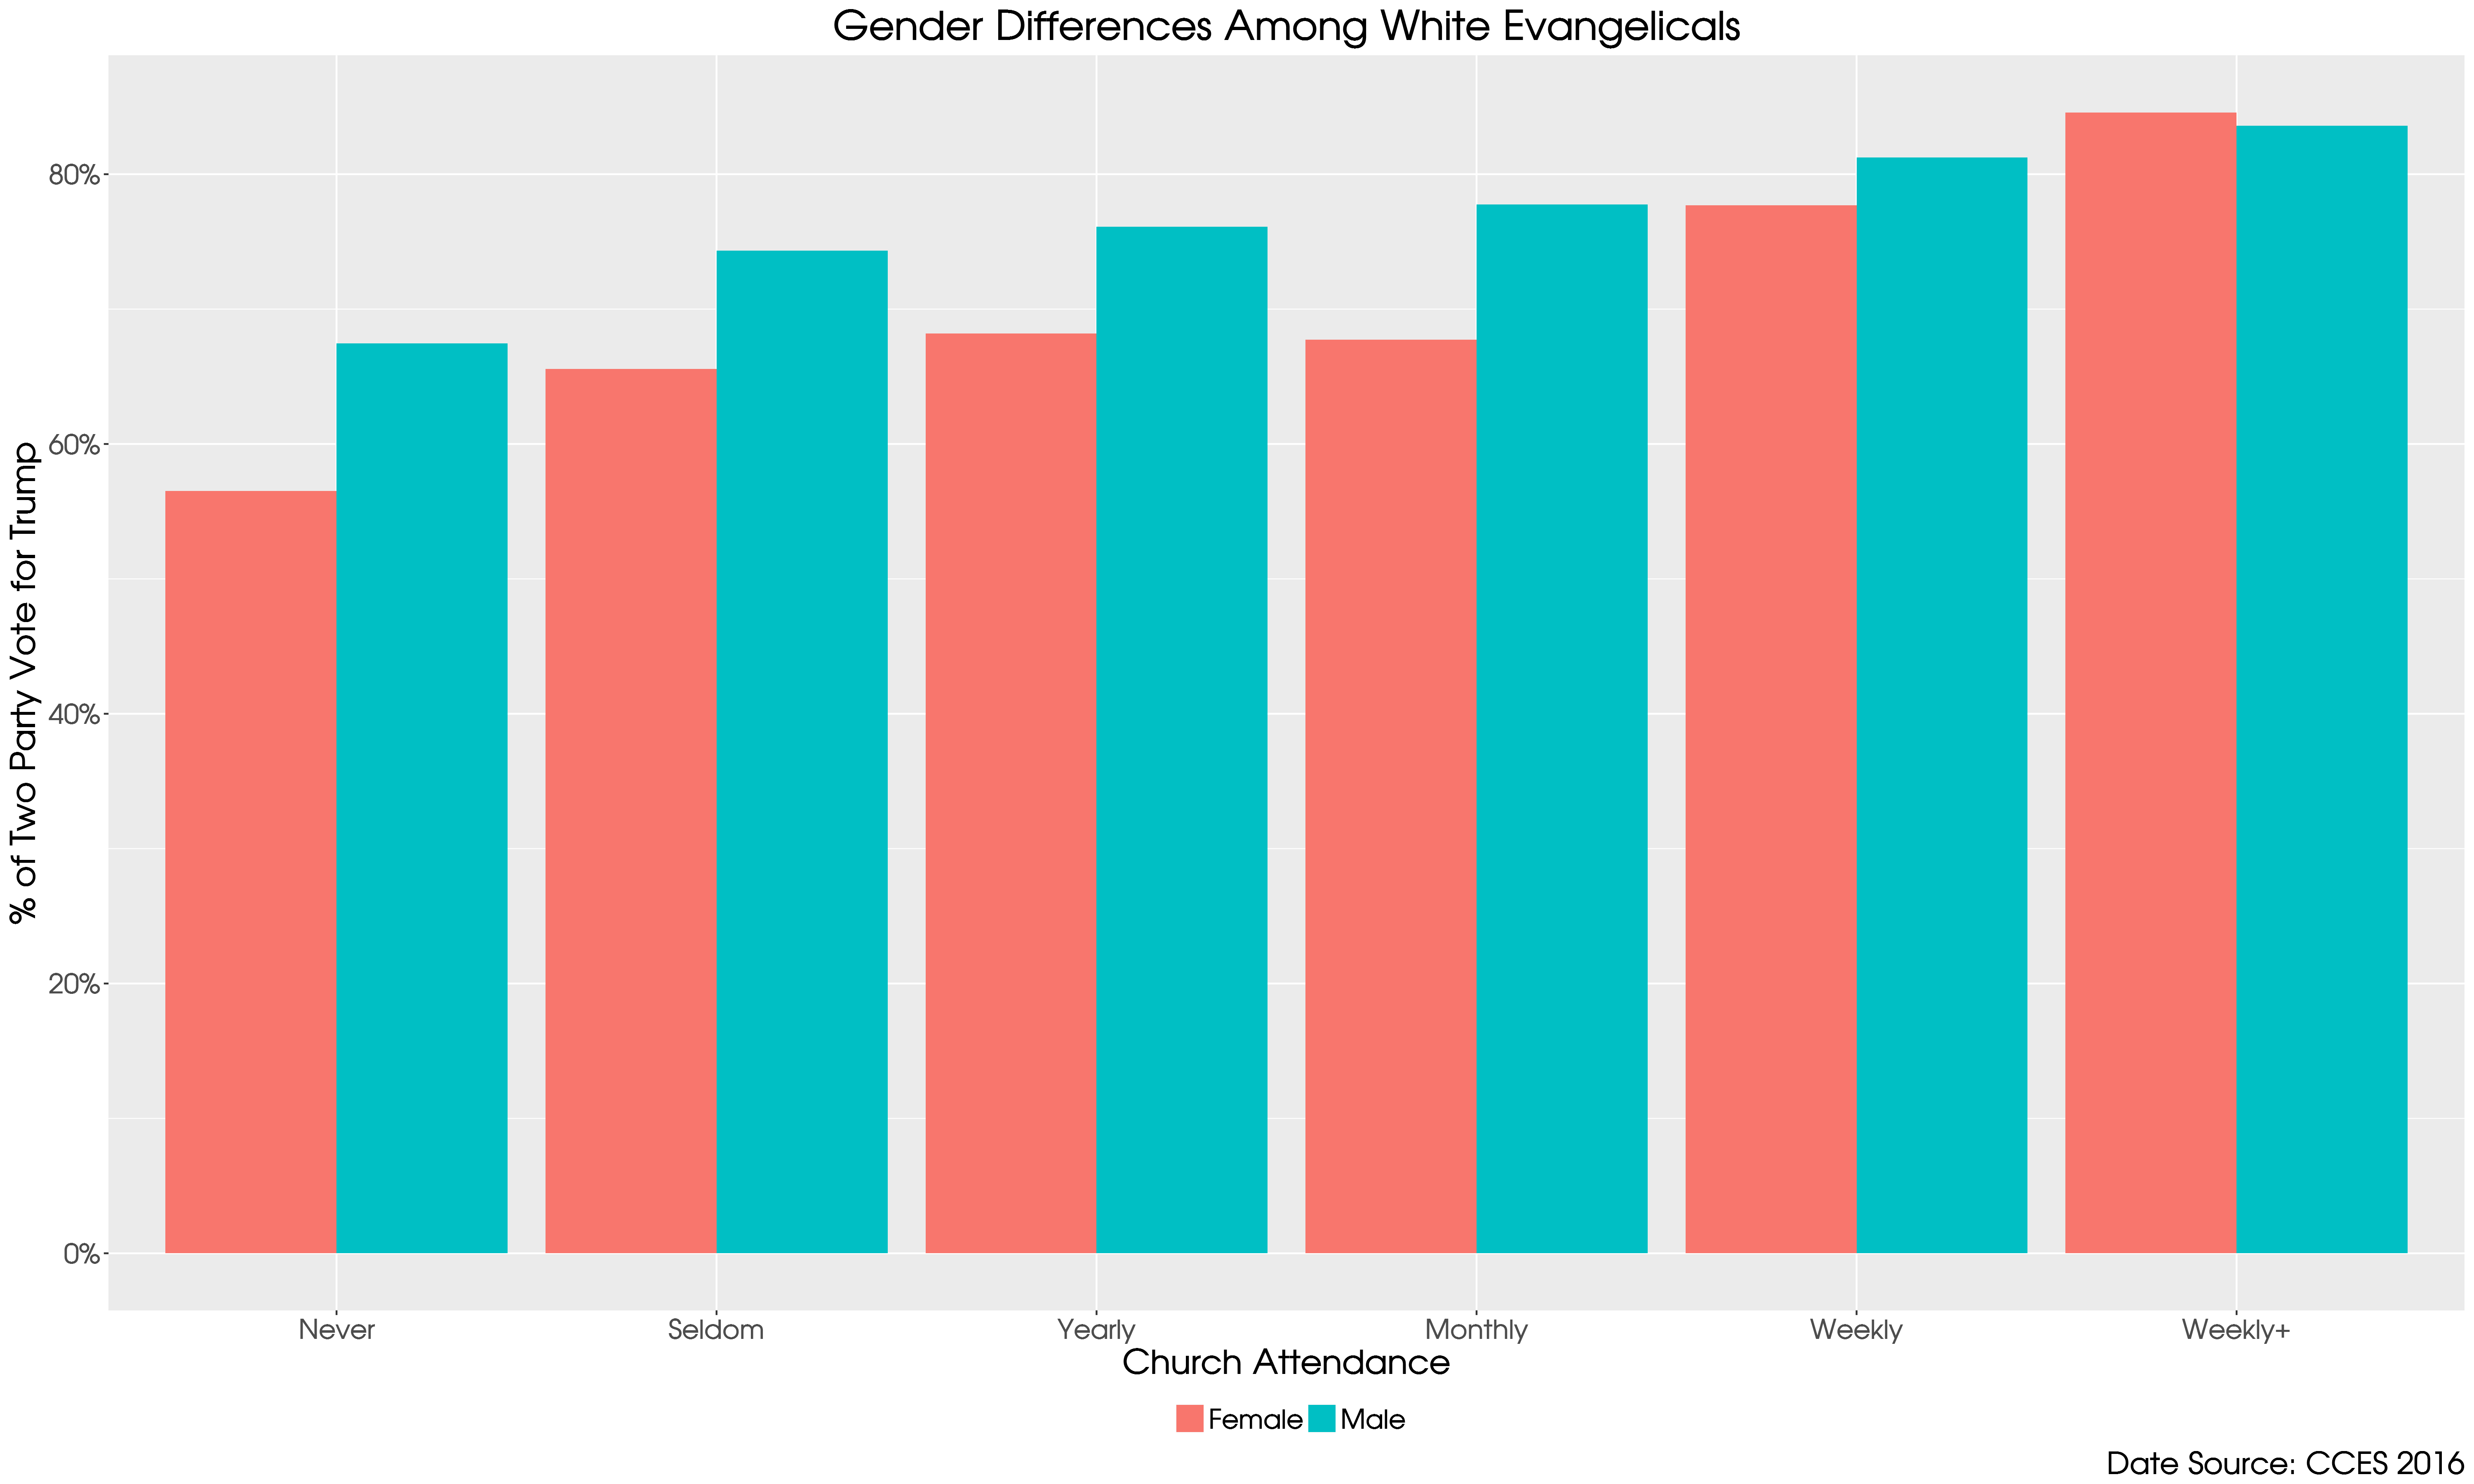 Gender Differences Among White Evangelicals
% of Two Party Vote for Trump
80%
60%
40%
20%
0%
Never Seldom Yearly Monthly Weekly Weekly+
Church Attendance
Female Male
Date Source: CCES 2016